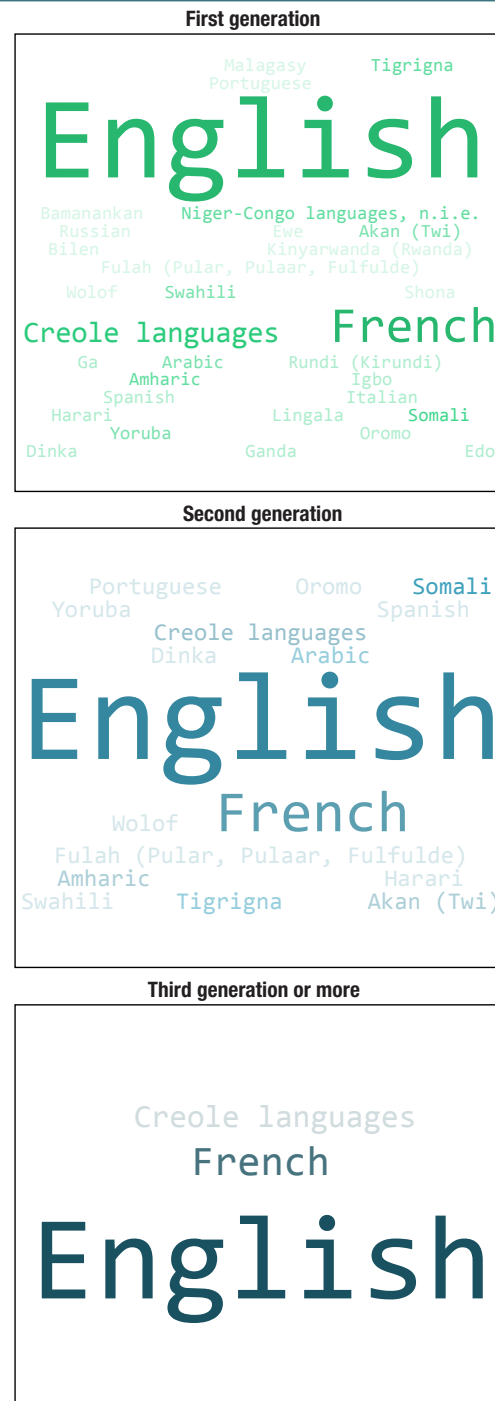 First generation
Malagasy Tigrigna
Portuguese
English
Bamanankan Niger-Congo languages, n.i.e.
Russian Ewe Akan (Twi)
Bilen Kinyarwanda (Rwanda)
Fulah (Pular, Pulaar, Fulfulde)
Wolof Swahili Shona
Creole languages French
Ga Arabic Rundi (Kirundi)
Amharic Igbo
Spanish Italian
Harari Lingala Somali
Yoruba Oromo
Dinka Ganda Edo
Second generation
Portuguese Oromo Somali
Yoruba Spanish
Creole languages
Dinka Arabic
English
Wolof French
Fulah (Pular, Pulaar, Fulfulde)
Amharic Harari
Swahili Tigrigna Akan (Twi)
Third generation or more
Creole languages
French
English